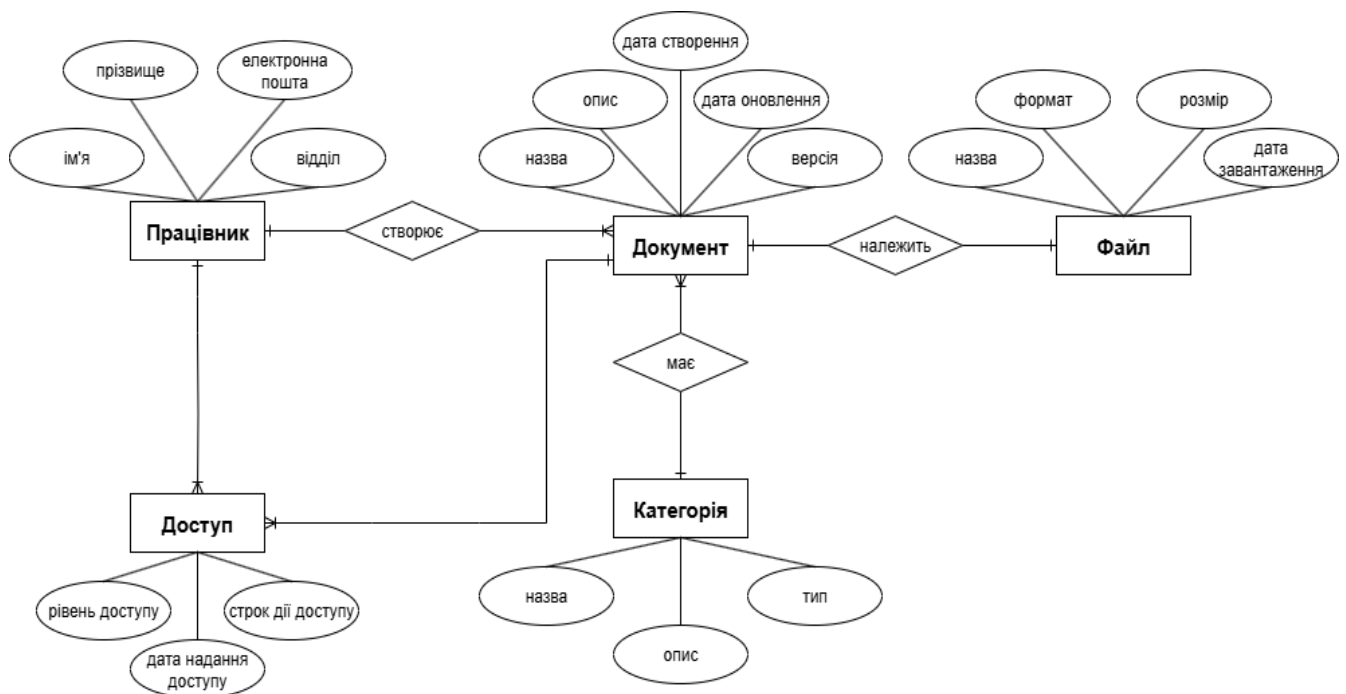 дата створення
прізвище
електронна
пошта
опис
дата оновлення
формат
розмір
ім'я
відділ
назва
версія
назва
дата
завантаження
Працівник
створює
Документ
належить
Файл
має
Доступ
Категорія
рівень доступу
строк дії доступу
назва
тип
дата надання
доступу
опис